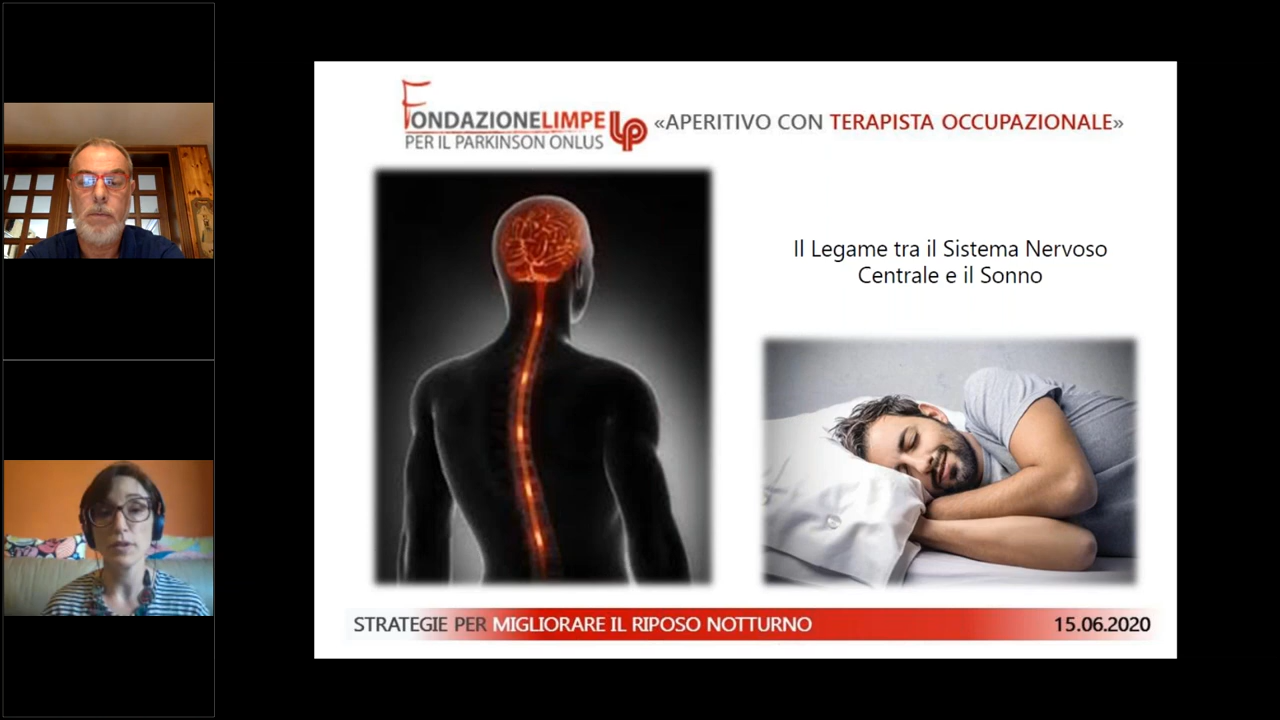 FONDAZIONELIMPE LP
PER IL PARKINSON ONLUS
«APERITIVO CON TERAPISTA OCCUPAZIONALE»
Il Legame tra il Sistema Nervoso
Centrale e il Sonno
STRATEGIE PER MIGLIORARE IL RIPOSO NOTTURNO 15.06.2020